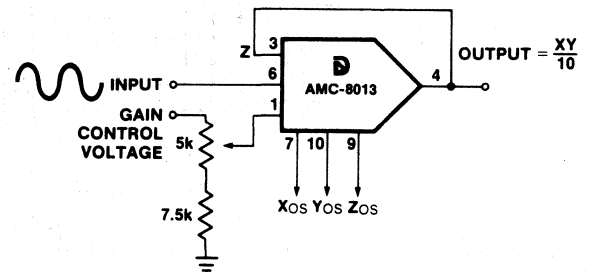 Z
3
OUTPUT = XY/10
INPUT
6
AMC-8013
4
GAIN
CONTROL
VOLTAGE
5k
1
7
10
9
7.5k
XOS YOS ZOS